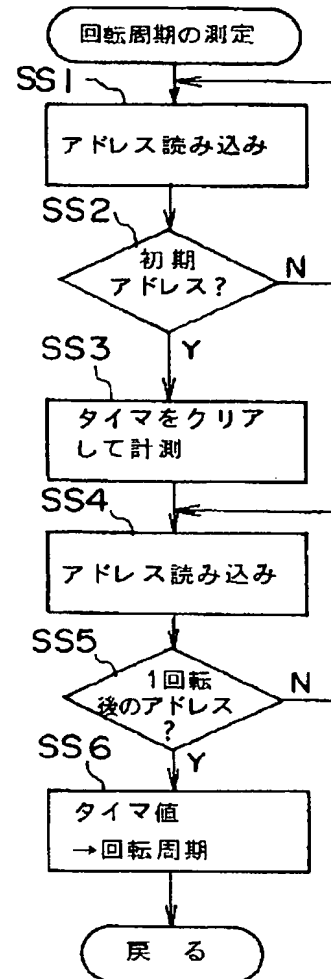 回転周期の測定
SS1
アドレス読み込み
SS2
初期
アドレス?
N
Y
SS3
タイマをクリア
して計測
SS4
アドレス読み込み
SS5
1回転
後のアドレス
?
N
Y
SS6
タイマ値
→回転周期
戻る